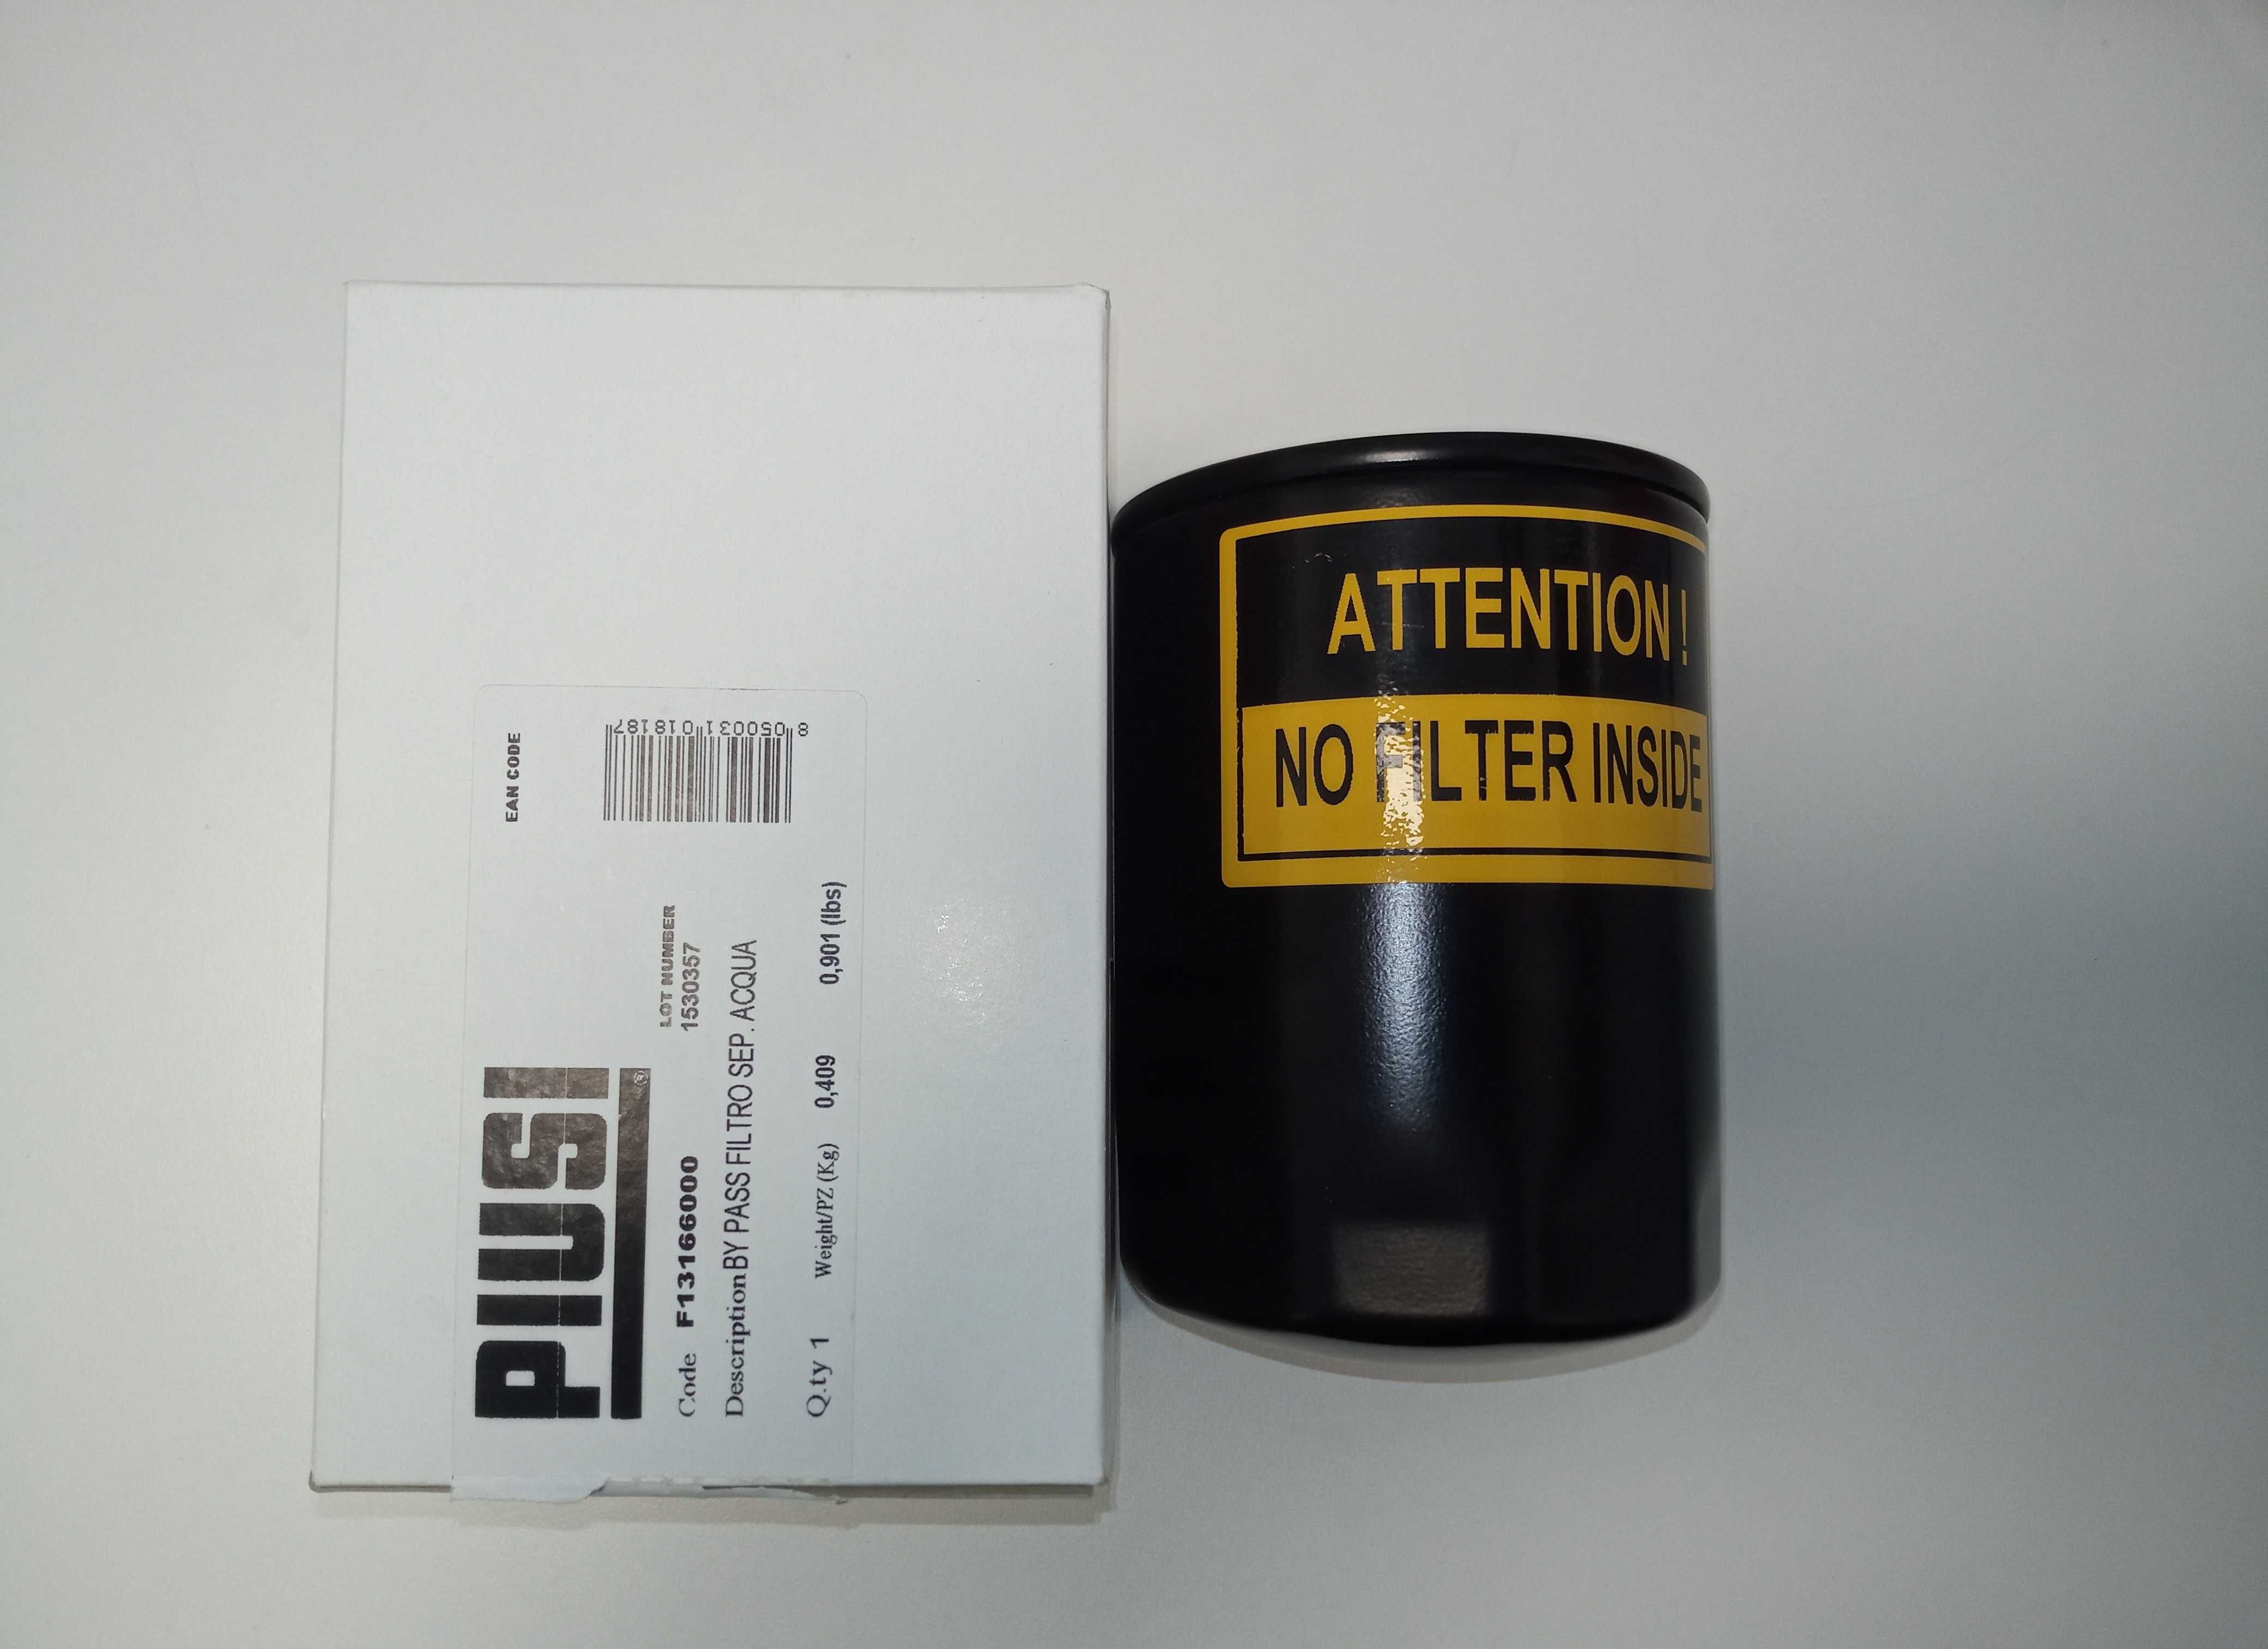 PIUSI
®
EAN CODE
8 050031 018187
LOT NUMBER
Code F13166000 1530357
Description BY PASS FILTRO SEP. ACQUA
Q.ty 1 Weight/PZ (Kg) 0,409 0,901 (lbs)
ATTENTION !
NO FILTER INSIDE